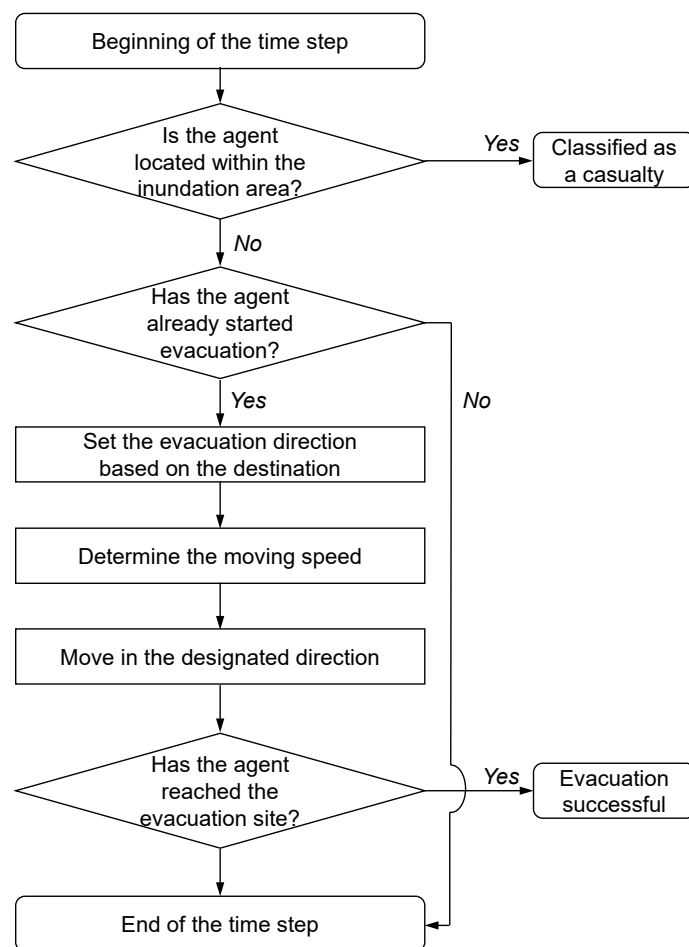 Beginning of the time step
Is the agent
located within the
inundation area?
Yes
Classified as
a casualty
No
Has the agent
already started
evacuation?
Yes
No
Set the evacuation direction
based on the destination
Determine the moving speed
Move in the designated direction
Has the agent
reached the
evacuation site?
Yes
Evacuation
successful
End of the time step